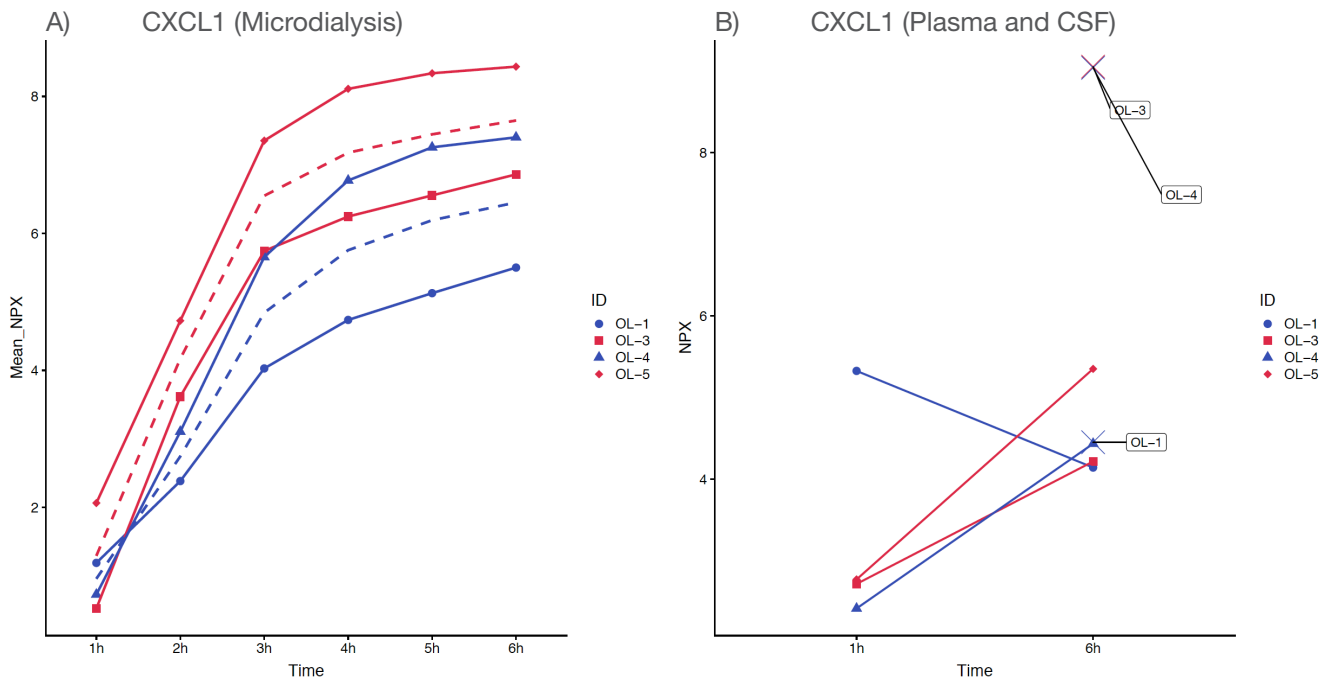 A) CXCL1 (Microdialysis)
8
6
4
2
Mean_NPX
1h 2h 3h 4h 5h 6h
Time
ID
OL−1
OL−3
OL−4
OL−5
B) CXCL1 (Plasma and CSF)
8
6
4
NPX
OL−3
OL−4
OL−1
1h 6h
Time
ID
OL−1
OL−3
OL−4
OL−5